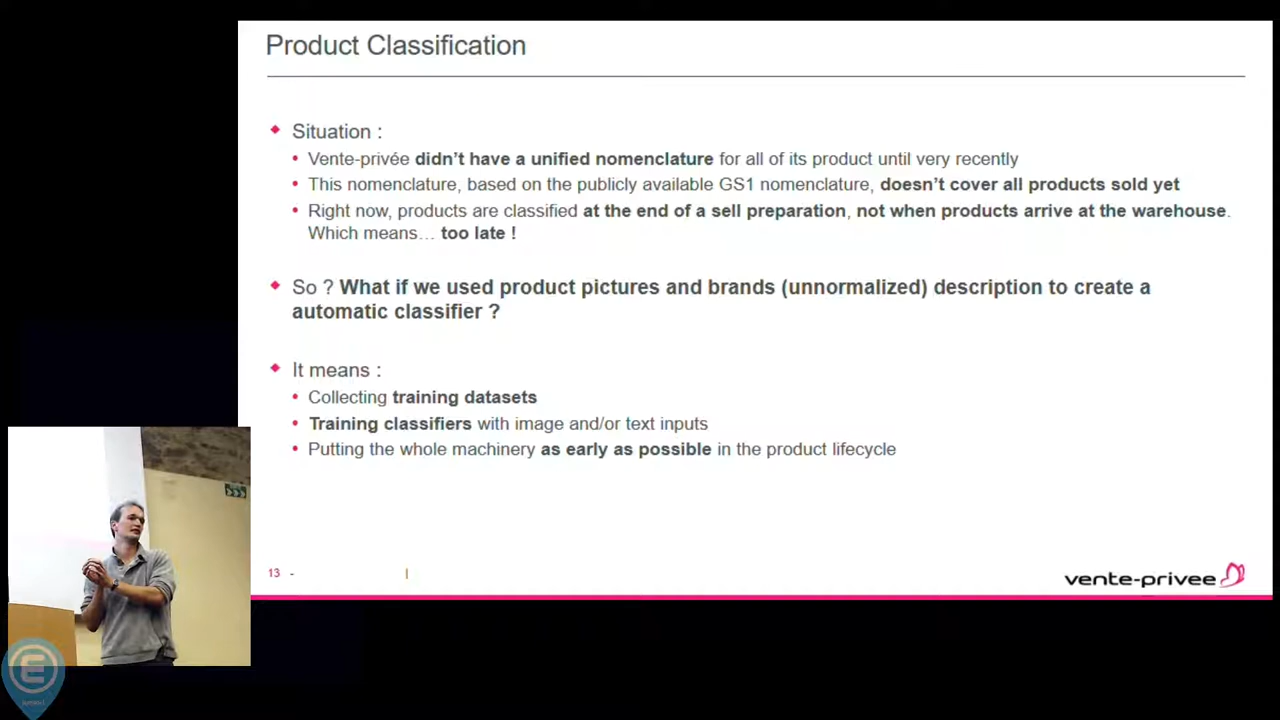 Product Classification
Situation :
Vente-privée didn't have a unified nomenclature for all of its product until very recently
This nomenclature, based on the publicly available GS1 nomenclature, doesn't cover all products sold yet
Right now, products are classified at the end of a sell preparation, not when products arrive at the warehouse.
Which means… too late !
So ? What if we used product pictures and brands (unnormalized) description to create a
automatic classifier ?
It means :
Collecting training datasets
Training classifiers with image and/or text inputs
Putting the whole machinery as early as possible in the product lifecycle
13 - |
vente-privee
E